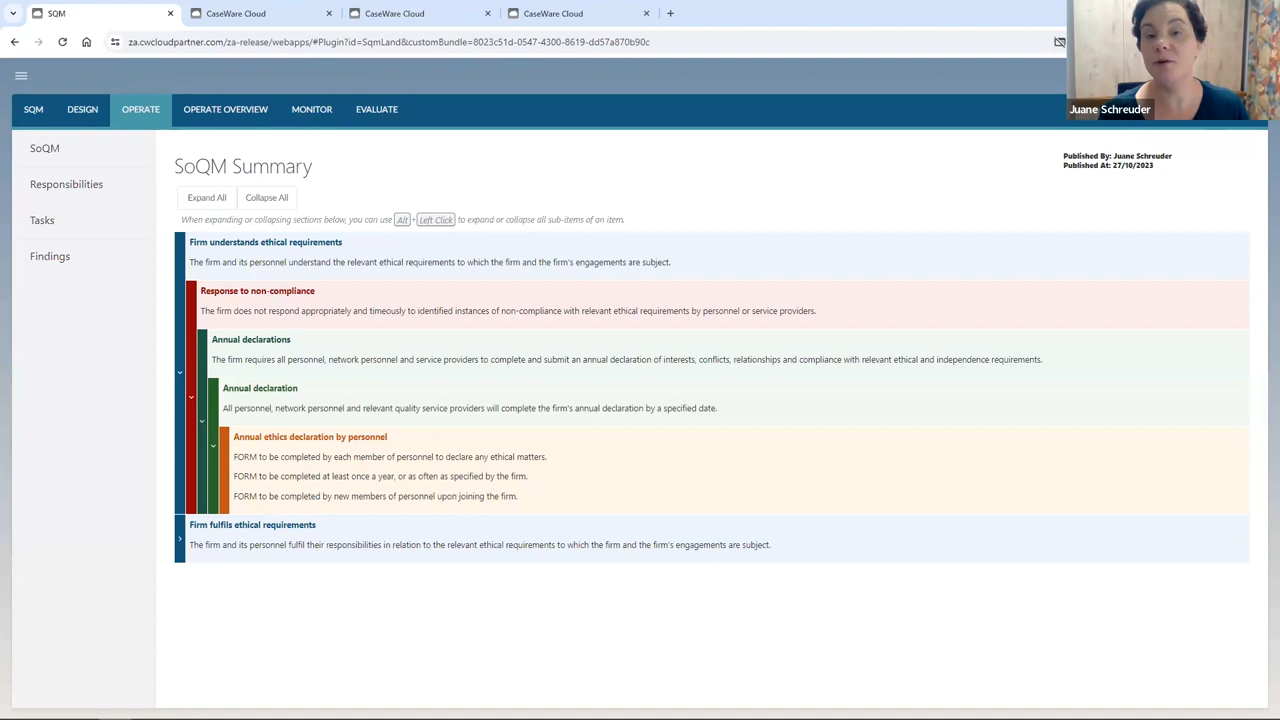 SQM
CaseWare Cloud
CaseWare Cloud
CaseWare Cloud
za.cwcloudpartner.com/za-release/webapps/#Plugin?id=SqmLand&customBundle=8023c51d-0547-4300-8619-dd57a870b90c
Juane Schreuder
SQM DESIGN OPERATE OPERATE OVERVIEW MONITOR EVALUATE
SoQM
Responsibilities
Tasks
Findings
SoQM Summary
Published By: Juane Schreuder
Published At: 27/10/2023
Expand All Collapse All
When expanding or collapsing sections below, you can use Alt + Left Click to expand or collapse all sub-items of an item.
Firm understands ethical requirements
The firm and its personnel understand the relevant ethical requirements to which the firm and the firm's engagements are subject.
Response to non-compliance
The firm does not respond appropriately and timeously to identified instances of non-compliance with relevant ethical requirements by personnel or service providers.
Annual declarations
The firm requires all personnel, network personnel and service providers to complete and submit an annual declaration of interests, conflicts, relationships and compliance with relevant ethical and independence requirements.
Annual declaration
All personnel, network personnel and relevant quality service providers will complete the firm's annual declaration by a specified date.
Annual ethics declaration by personnel
FORM to be completed by each member of personnel to declare any ethical matters.
FORM to be completed at least once a year, or as often as specified by the firm.
FORM to be completed by new members of personnel upon joining the firm.
Firm fulfils ethical requirements
The firm and its personnel fulfil their responsibilities in relation to the relevant ethical requirements to which the firm and the firm's engagements are subject.